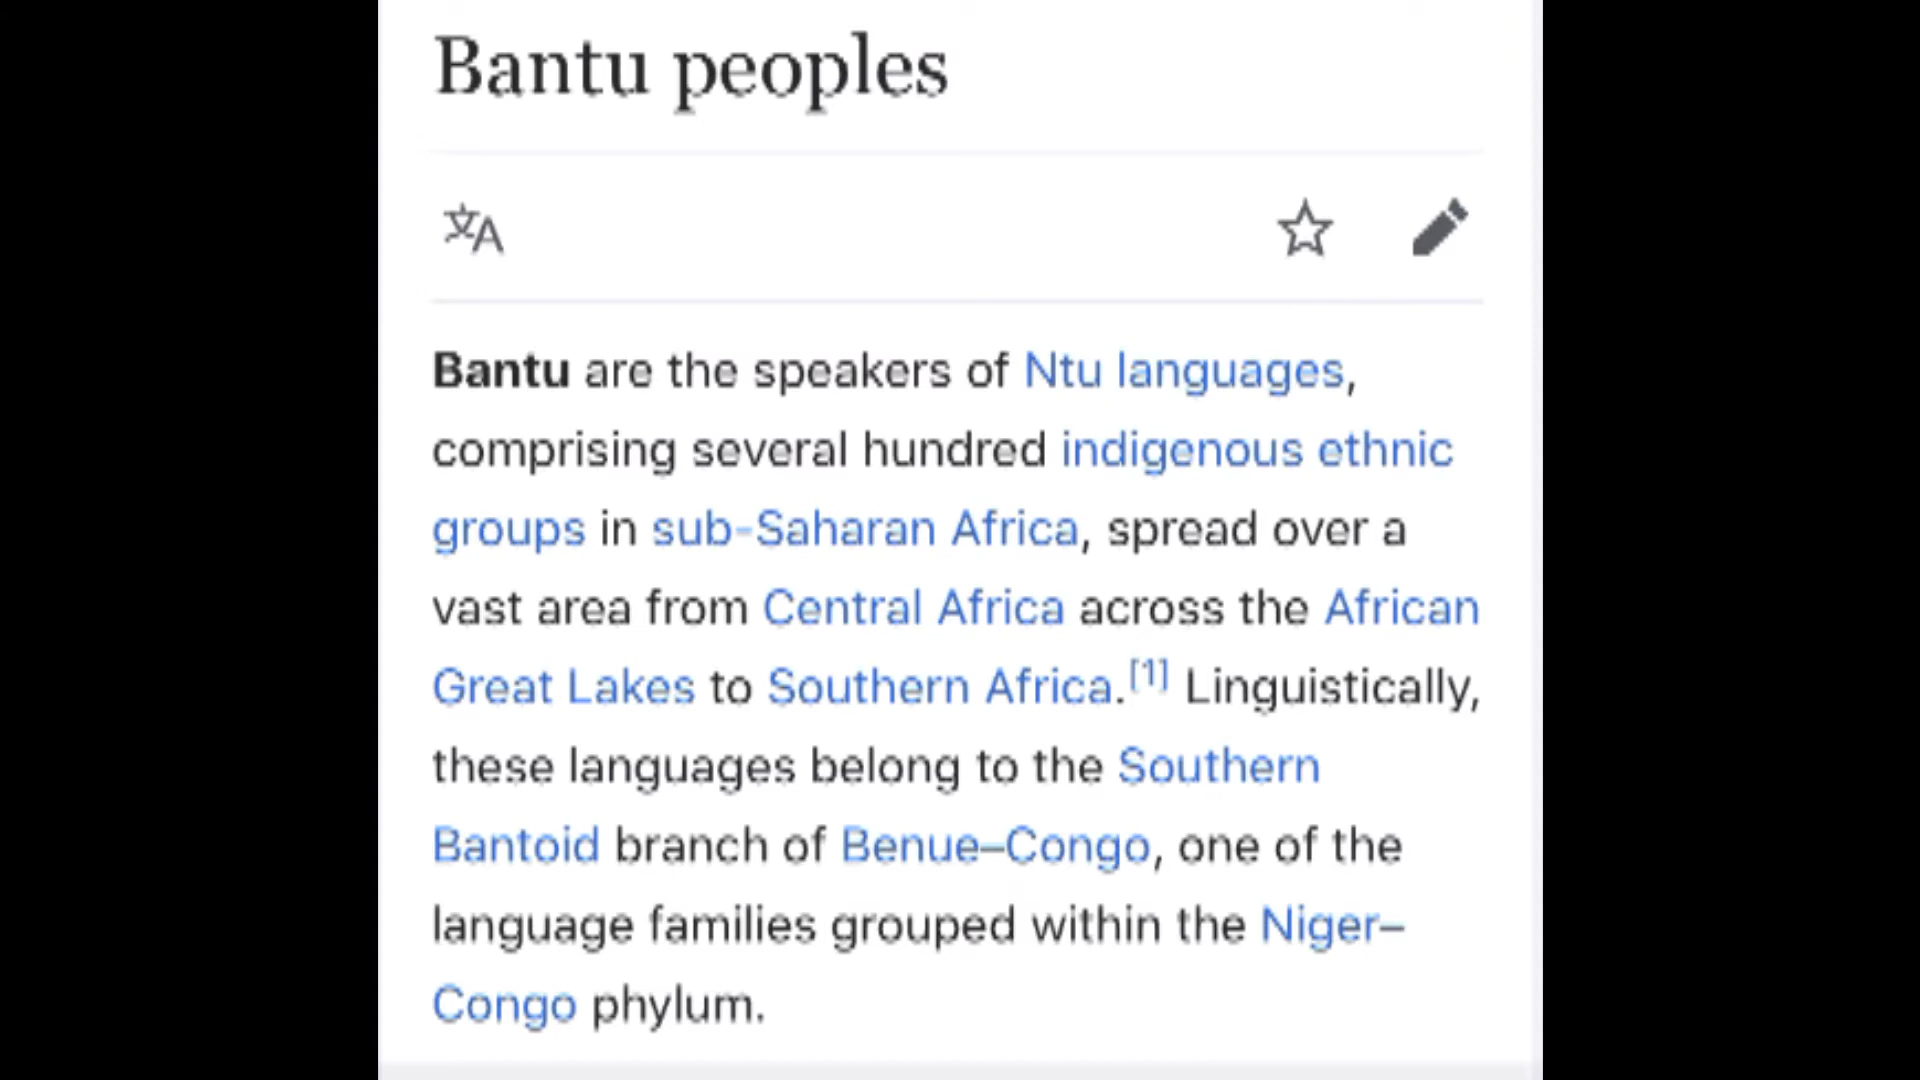 Bantu peoples
文A
Bantu are the speakers of Ntu languages,
comprising several hundred indigenous ethnic
groups in sub-Saharan Africa, spread over a
vast area from Central Africa across the African
Great Lakes to Southern Africa.[1] Linguistically,
these languages belong to the Southern
Bantoid branch of Benue–Congo, one of the
language families grouped within the Niger–
Congo phylum.